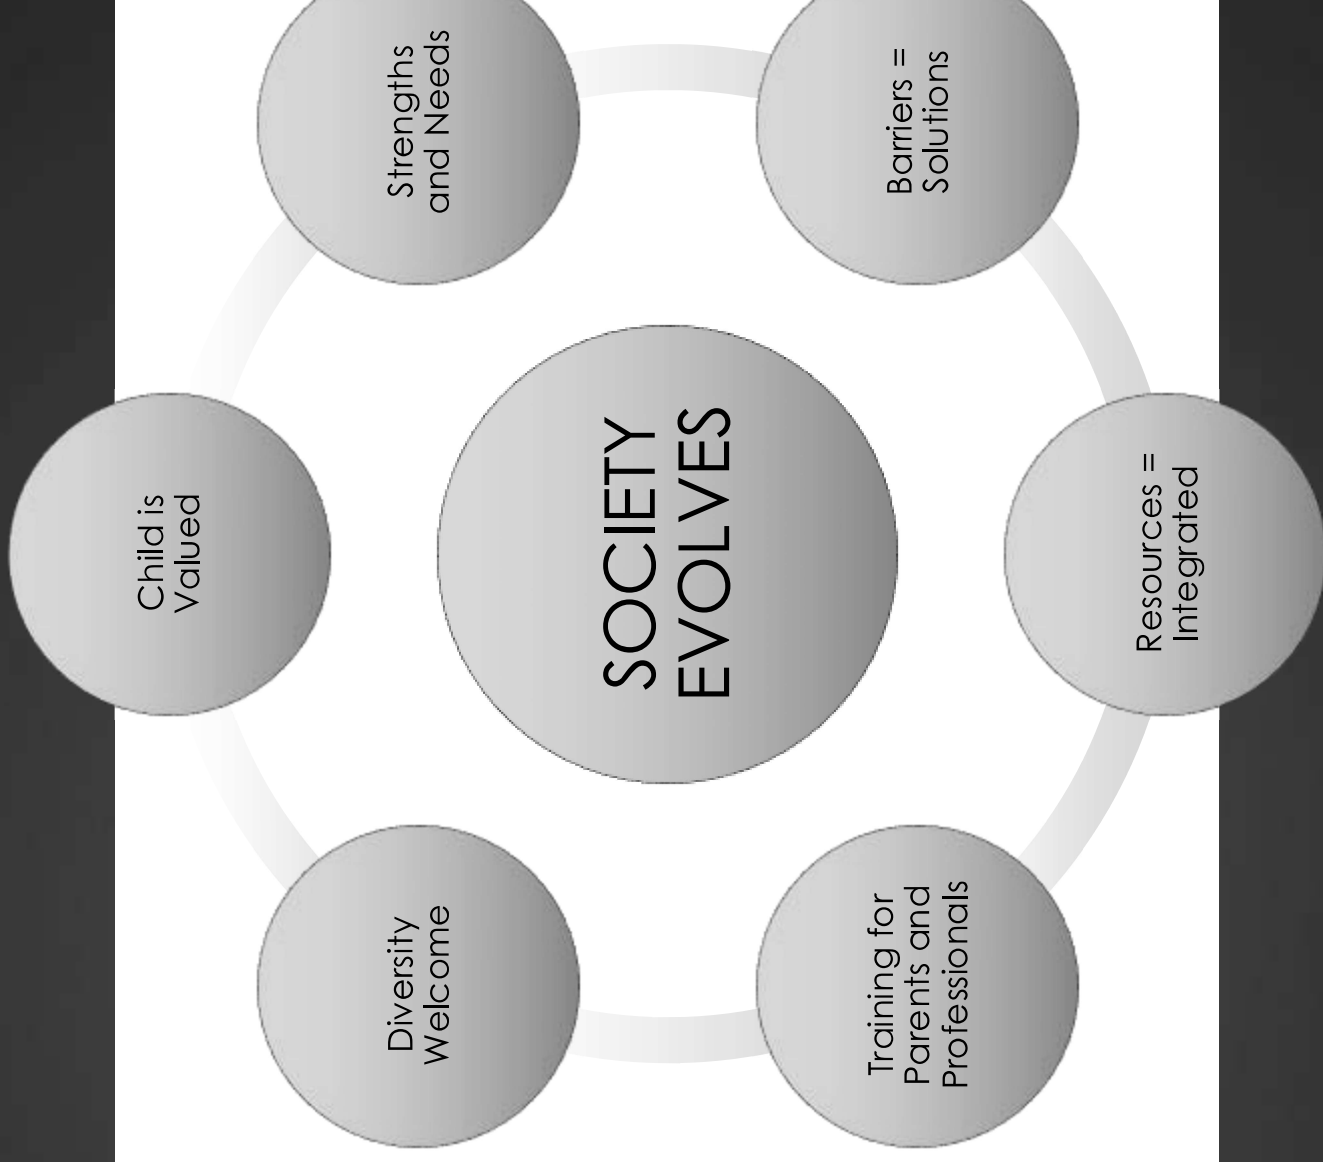 SOCIETY
EVOLVES
Child is
Valued
Strengths
and Needs
Barriers =
Solutions
Resources =
Integrated
Training for
Parents and
Professionals
Diversity
Welcome